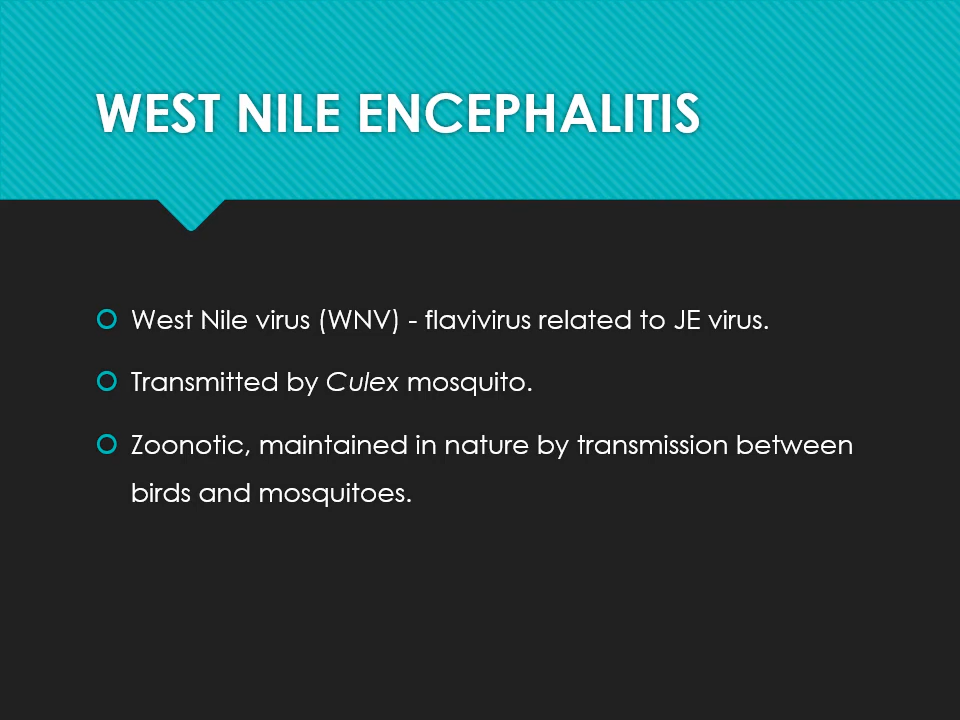 WEST NILE ENCEPHALITIS
West Nile virus (WNV) - flavivirus related to JE virus.
Transmitted by Culex mosquito.
Zoonotic, maintained in nature by transmission between
birds and mosquitoes.